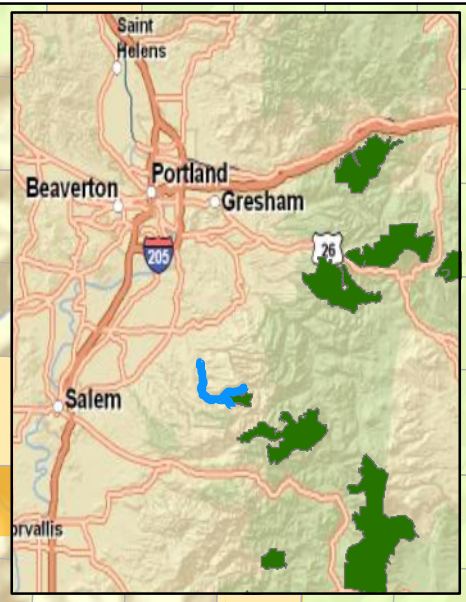 Saint
Helens
Portland
Beaverton
Gresham
205
26
Salem
orvallis